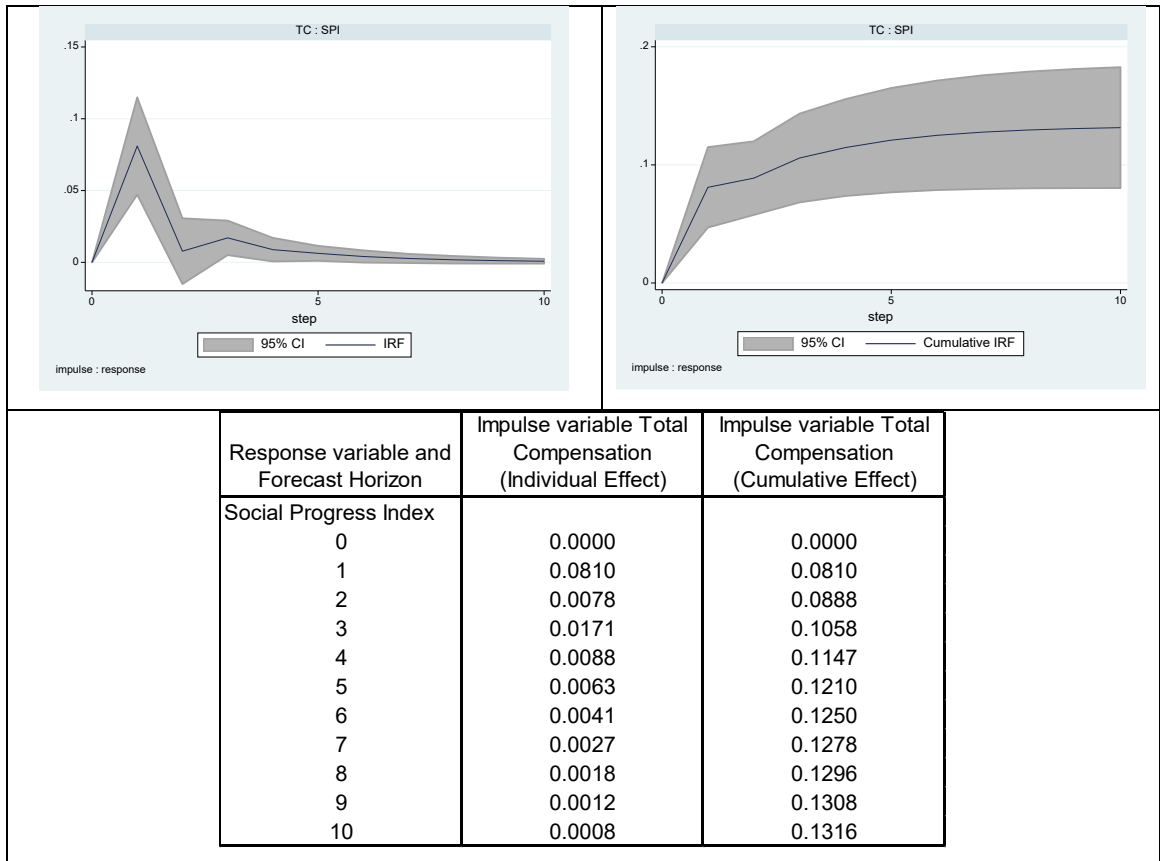 TC : SPI
.15
.1
.05
0
0 5 10
step
95% CI IRF
impulse : response
TC : SPI
.2
.1
0
0 5 10
step
95% CI Cumulative IRF
impulse : response
Response variable and Forecast Horizon Impulse variable Total Compensation (Individual Effect) Impulse variable Total Compensation (Cumulative Effect)
Social Progress Index
0 0.0000 0.0000
1 0.0810 0.0810
2 0.0078 0.0888
3 0.0171 0.1058
4 0.0088 0.1147
5 0.0063 0.1210
6 0.0041 0.1250
7 0.0027 0.1278
8 0.0018 0.1296
9 0.0012 0.1308
10 0.0008 0.1316